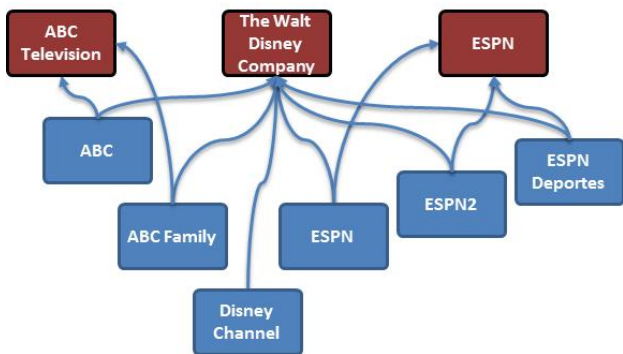 ABC
Television
The Walt
Disney
Company
ESPN
ABC
ESPN
Deportes
ESPN2
ABC Family
ESPN
Disney
Channel